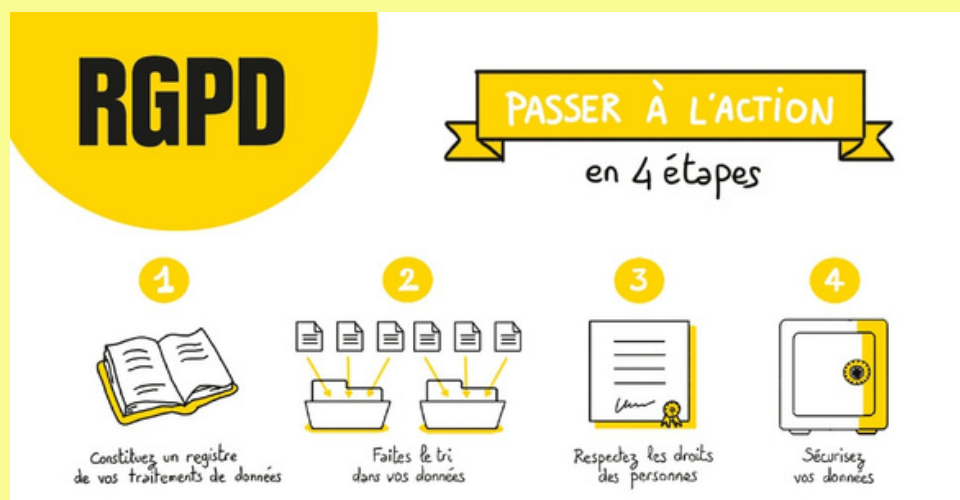 RGPD
PASSER À L'ACTION
en 4 étapes
1
Constituez un registre
de vos traitements de données
2
Faites le tri
dans vos données
3
Respectez les droits
des personnes
4
Sécurisez
vos données